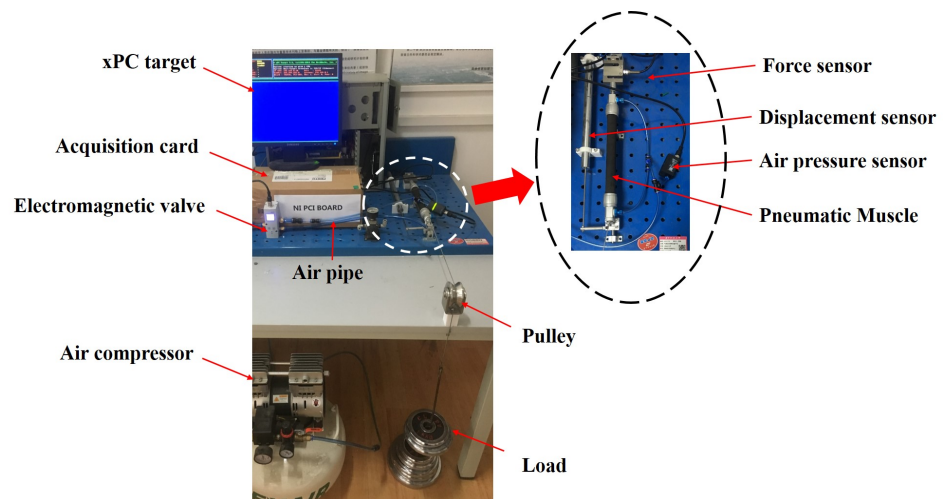 xPC target
Acquisition card
Electromagnetic valve
NI PCI BOARD
Air pipe
Air compressor
Pulley
Load
Force sensor
Displacement sensor
Air pressure sensor
Pneumatic Muscle